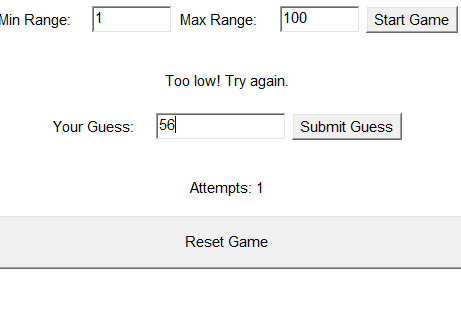 Min Range: 1 Max Range: 100 Start Game
Too low! Try again.
Your Guess: 56 Submit Guess
Attempts: 1
Reset Game